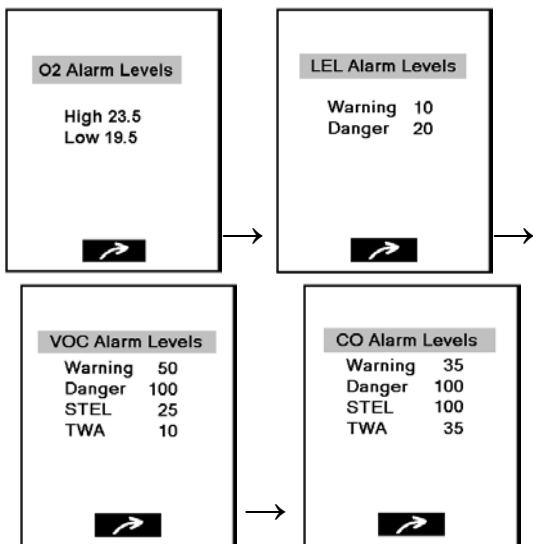 O2 Alarm Levels
High 23.5
Low 19.5
LEL Alarm Levels
Warning 10
Danger 20
VOC Alarm Levels
Warning 50
Danger 100
STEL 25
TWA 10
CO Alarm Levels
Warning 35
Danger 100
STEL 100
TWA 35